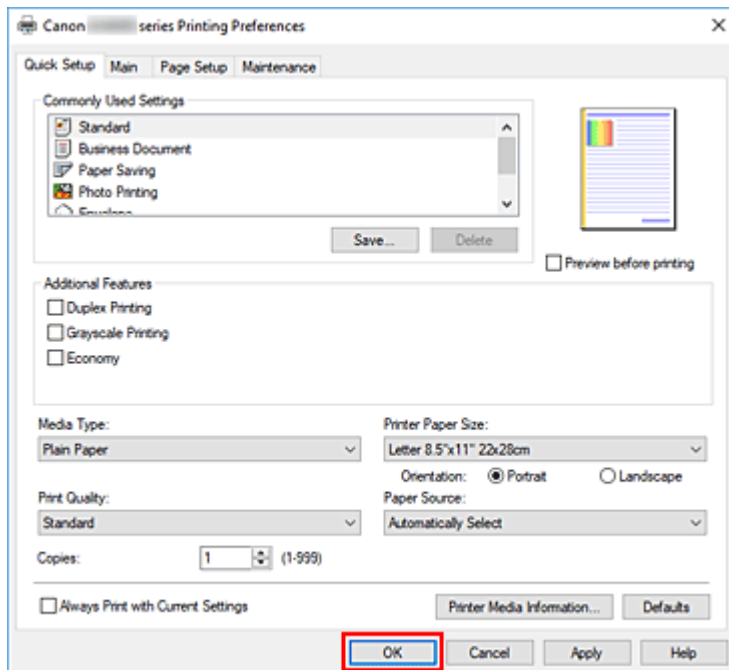 Canon series Printing Preferences
Quick Setup Main Page Setup Maintenance
Commonly Used Settings
Standard
Business Document
Paper Saving
Photo Printing
Envelope
Save... Delete
Preview before printing
Additional Features
Duplex Printing
Grayscale Printing
Economy
Media Type: Printer Paper Size:
Plain Paper Letter 8.5"x11" 22x28cm
Orientation: Portrait Landscape
Print Quality: Paper Source:
Standard Automatically Select
Copies: 1 (1-999)
Always Print with Current Settings Printer Media Information... Defaults
OK Cancel Apply Help